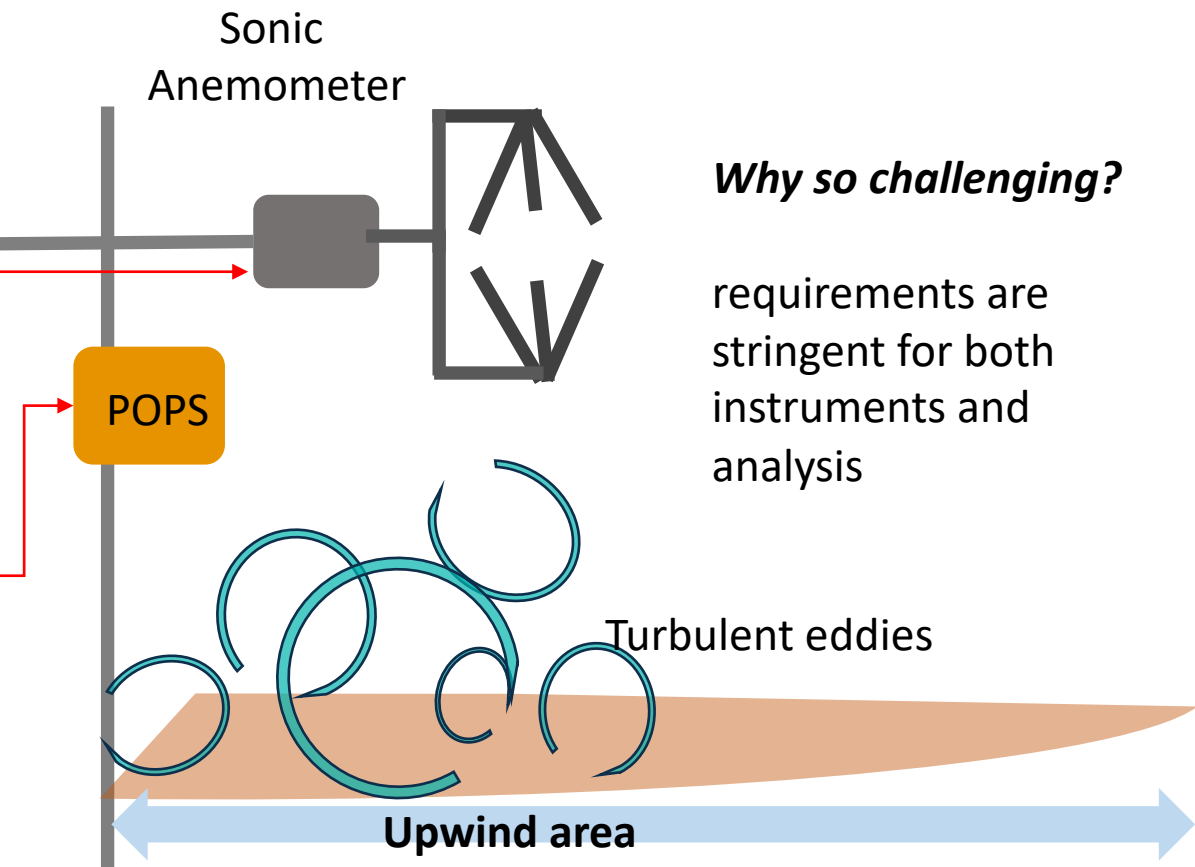 Sonic
Anemometer
Why so challenging?
requirements are
stringent for both
instruments and
analysis
POPS
Turbulent eddies
Upwind area